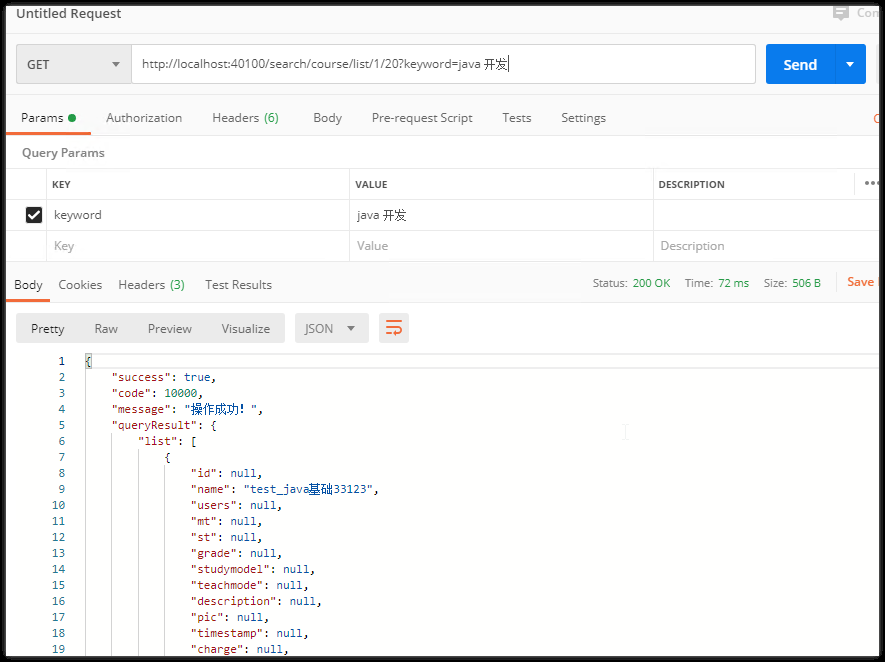 Untitled Request
Com
GET http://localhost:40100/search/course/list/1/20?keyword=java 开发 Send
Params Authorization Headers (6) Body Pre-request Script Tests Settings
Query Params
KEY VALUE DESCRIPTION
keyword java 开发
Key Value Description
Body Cookies Headers (3) Test Results Status: 200 OK Time: 72 ms Size: 506 B Save
Pretty Raw Preview Visualize JSON
1 {
2 "success": true,
3 "code": 10000,
4 "message": "操作成功！",
5 "queryResult": {
6 "list": [
7 {
8 "id": null,
9 "name": "test_java基础33123",
10 "users": null,
11 "mt": null,
12 "st": null,
13 "grade": null,
14 "studymodel": null,
15 "teachmode": null,
16 "description": null,
17 "pic": null,
18 "timestamp": null,
19 "charge": null,